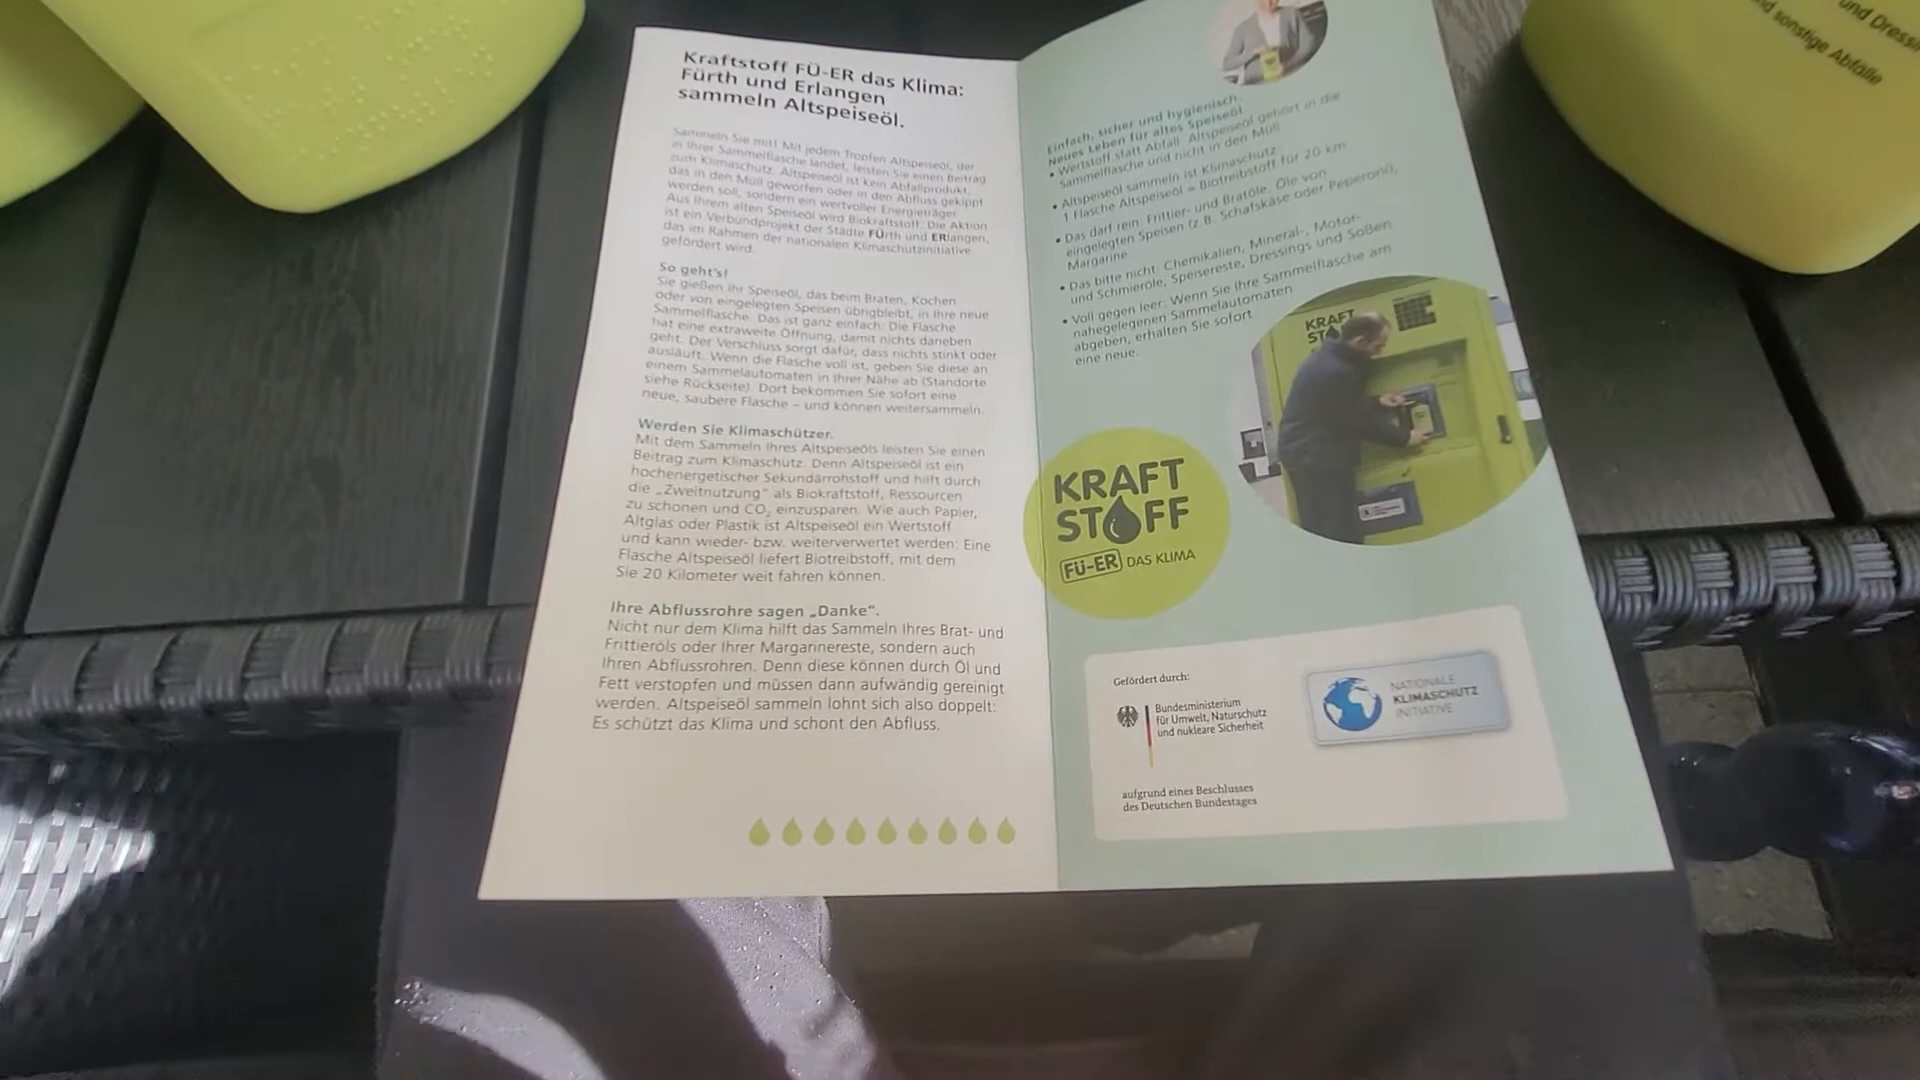 Kraftstoff FÜ-ER das Klima:
Fürth und Erlangen
sammeln Altspeiseöl.
Sammeln Sie mit! Mit jedem Tropfen Altspeiseöl, der
in Ihrer Sammelflasche landet, leisten Sie einen Beitrag
zum Klimaschutz. Altspeiseöl ist kein Abfallprodukt,
das in den Müll geworfen oder in den Abfluss gekippt
werden soll, sondern ein wertvoller Energieträger.
Aus Ihrem alten Speiseöl wird Biokraftstoff. Die Aktion
ist ein Verbundprojekt der Städte FÜrth und ERlangen,
das im Rahmen der nationalen Klimaschutzinitiative
gefördert wird.
So geht's!
Sie gießen Ihr Speiseöl, das beim Braten, Kochen
oder von eingelegten Speisen übrigbleibt, in Ihre neue
Sammelflasche. Das ist ganz einfach: Die Flasche
hat eine extraweite Öffnung, damit nichts daneben
geht. Der Verschluss sorgt dafür, dass nichts stinkt oder
ausläuft. Wenn die Flasche voll ist, geben Sie diese an
einem Sammelautomaten in Ihrer Nähe ab (Standorte
siehe Rückseite). Dort bekommen Sie sofort eine
neue, saubere Flasche – und können weitersammeln.
Werden Sie Klimaschützer.
Mit dem Sammeln Ihres Altspeiseöls leisten Sie einen
Beitrag zum Klimaschutz. Denn Altspeiseöl ist ein
hochenergetischer Sekundärrohstoff und hilft durch
die „Zweitnutzung“ als Biokraftstoff, Ressourcen
zu schonen und CO₂ einzusparen. Wie auch Papier,
Altglas oder Plastik ist Altspeiseöl ein Wertstoff
und kann wieder- bzw. weiterverwertet werden: Eine
Flasche Altspeiseöl liefert Biotreibstoff, mit dem
Sie 20 Kilometer weit fahren können.
Ihre Abflussrohre sagen „Danke“.
Nicht nur dem Klima hilft das Sammeln Ihres Brat- und
Frittieröls oder Ihrer Margarinereste, sondern auch
Ihren Abflussrohren. Denn diese können durch Öl und
Fett verstopfen und müssen dann aufwändig gereinigt
werden. Altspeiseöl sammeln lohnt sich also doppelt:
Es schützt das Klima und schont den Abfluss.
Einfach, sicher und hygienisch.
Neues Leben für altes Speiseöl.
• Wertstoff statt Abfall: Altspeiseöl gehört in die
Sammelflasche und nicht in den Müll.
• Altspeiseöl sammeln ist Klimaschutz:
1 Flasche Altspeiseöl = Biotreibstoff für 20 km
• Das darf rein: Frittier- und Bratöle, Öle von
eingelegten Speisen (z.B. Schafskäse oder Peperoni),
Margarine.
• Das bitte nicht: Chemikalien, Mineral-, Motor-
und Schmieröle, Speisereste, Dressings und Soßen
• Voll gegen leer: Wenn Sie Ihre Sammelflasche am
nahegelegenen Sammelautomaten
abgeben, erhalten Sie sofort
eine neue.
KRAFT
KRAFT
STOFF
FÜ-ER DAS KLIMA
Gefördert durch:
Bundesministerium
für Umwelt, Naturschutz
und nukleare Sicherheit
aufgrund eines Beschlusses
des Deutschen Bundestages
NATIONALE
KLIMASCHUTZ
INITIATIVE
und sonstige Abfälle